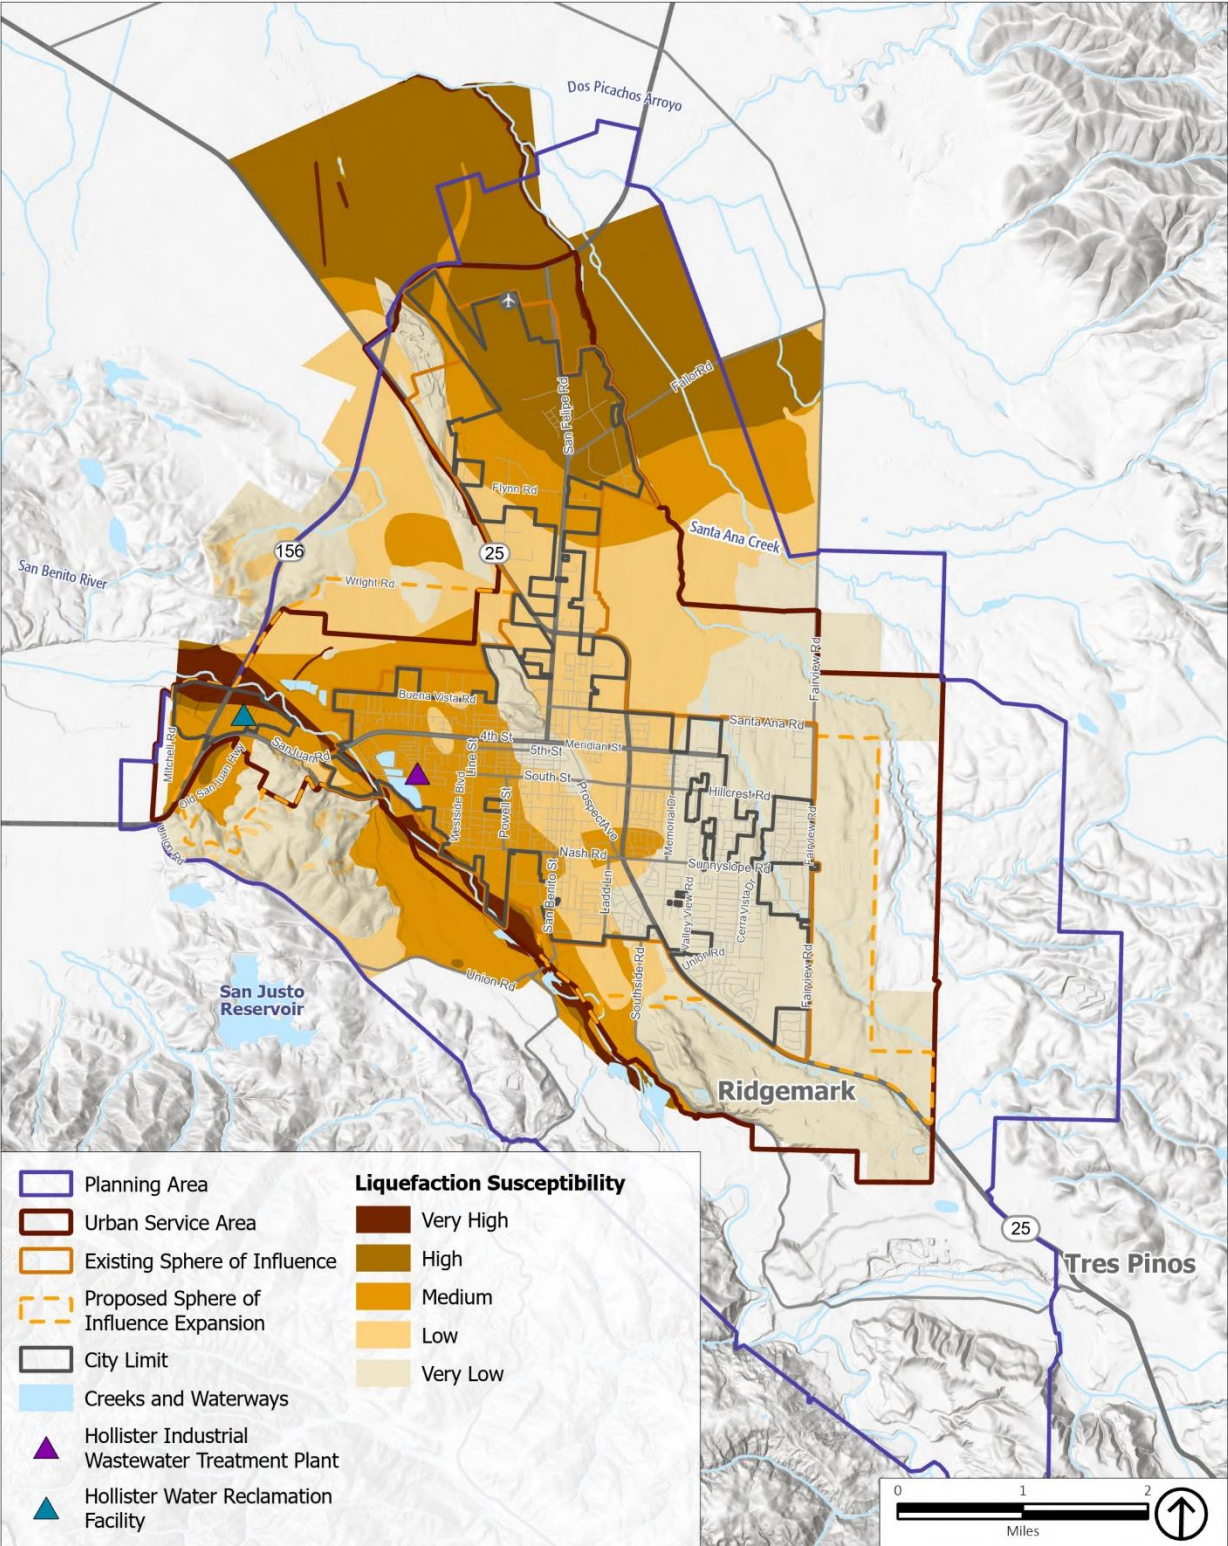 Dos Picachos Arroyo
Fallon Rd
San Felipe Rd
Flynn Rd
Santa Ana Creek
156
25
San Benito River
Wright Rd
Fairview Rd
Buena Vista Rd
Santa Ana Rd
Mitchell Rd
4th St
Meridian St
5th St
San Juan Rd
Old San Juan Hwy
Line St
South St
Westside Blvd
Powell St
Prospect Ave
Memorial Dr
Hillcrest Rd
Fairview Rd
Union Rd
Nash Rd
Sunnyslope Rd
San Benito St
Ladd Ln
Valley View Rd
Cerra Vista Dr
Union Rd
Union Rd
Southside Rd
Fairview Rd
San Justo
Reservoir
Ridgemark
25
Tres Pinos
Planning Area
Urban Service Area
Existing Sphere of Influence
Proposed Sphere of
Influence Expansion
City Limit
Creeks and Waterways
Hollister Industrial
Wastewater Treatment Plant
Hollister Water Reclamation
Facility
Liquefaction Susceptibility
Very High
High
Medium
Low
Very Low
0 1 2
Miles